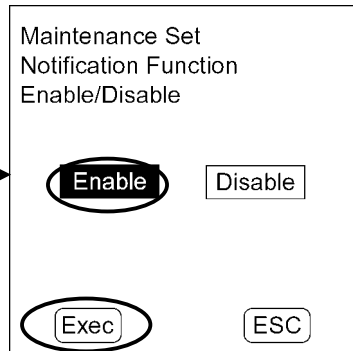 Maintenance Set
Notification Function
Enable/Disable
Enable Disable
Exec ESC